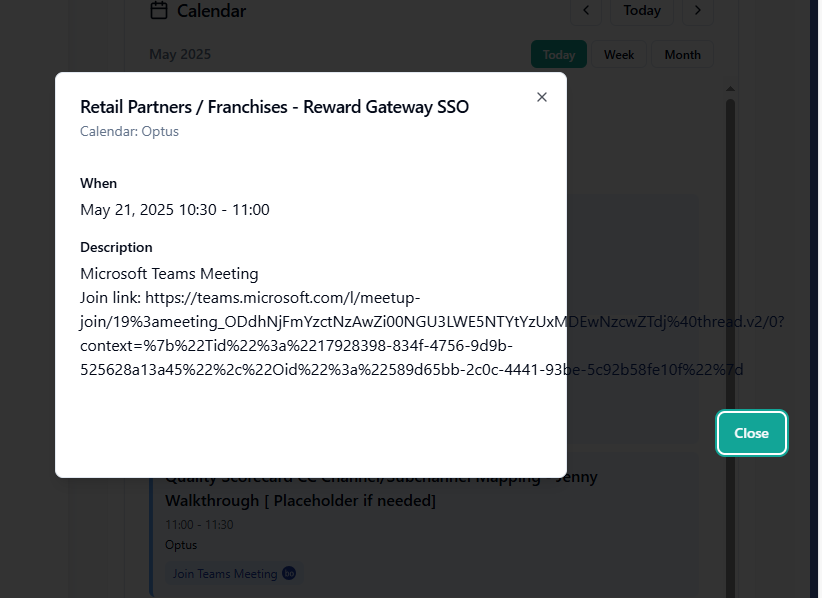 Calendar
Today
May 2025
Today
Week
Month
Retail Partners / Franchises - Reward Gateway SSO
Calendar: Optus
When
May 21, 2025 10:30 - 11:00
Description
Microsoft Teams Meeting
Join link: https://teams.microsoft.com/l/meetup-
join/19%3ameeting_ODdhNjFmYzctNzAwZi00NGU3LWE5NTYtYzUxMDEwNzcwZTdj%40thread.v2/0?
context=%7b%22Tid%22%3a%2217928398-834f-4756-9d9b-
525628a13a45%22%2c%22Oid%22%3a%22589d65bb-2c0c-4441-93be-5c92b58fe10f%22%7d
Close
Quality Scorecard CC Channel/Subchannel Mapping - Jenny
Walkthrough [ Placeholder if needed]
11:00 - 11:30
Optus
Join Teams Meeting